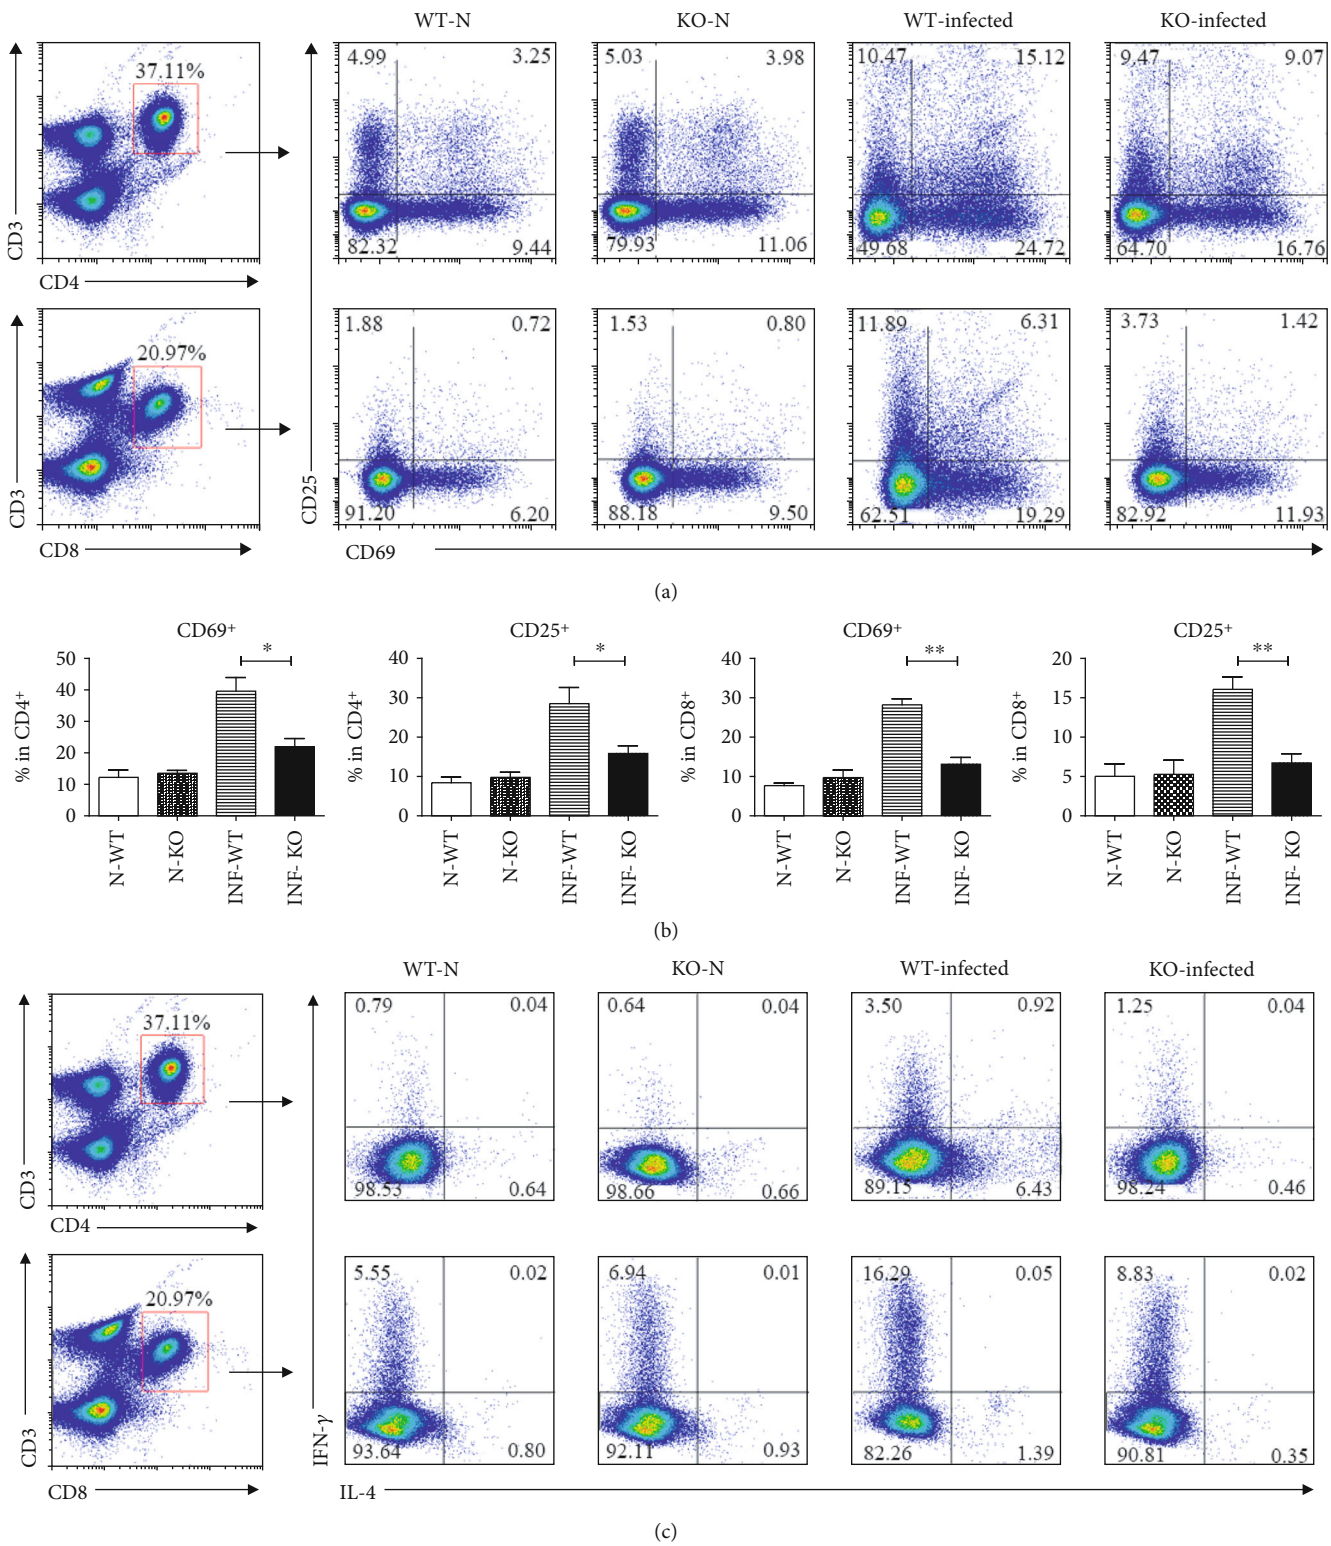 WT-N KO-N WT-infected KO-infected
37.11%
CD3
CD4
4.99 3.25
82.32 9.44
5.03 3.98
79.93 11.06
10.47 15.12
49.68 24.72
9.47 9.07
64.70 16.76
20.97%
CD3
CD8
CD25
1.88 0.72
91.20 6.20
1.53 0.80
88.18 9.50
11.89 6.31
62.51 19.29
3.73 1.42
82.92 11.93
CD69
(a)
CD69+
*
% in CD4+
50
40
30
20
10
0
N-WT
N-KO
INF-WT
INF- KO
CD25+
*
% in CD4+
40
30
20
10
0
N-WT
N-KO
INF-WT
INF- KO
CD69+
**
% in CD8+
40
30
20
10
0
N-WT
N-KO
INF-WT
INF- KO
CD25+
**
% in CD8+
20
15
10
5
0
N-WT
N-KO
INF-WT
INF- KO
(b)
WT-N KO-N WT-infected KO-infected
37.11%
CD3
CD4
0.79 0.04
98.53 0.64
0.64 0.04
98.66 0.66
3.50 0.92
89.15 6.43
1.25 0.04
98.24 0.46
20.97%
CD3
CD8
IFN-γ
5.55 0.02
93.64 0.80
6.94 0.01
92.11 0.93
16.29 0.05
82.26 1.39
8.83 0.02
90.81 0.35
IL-4
(c)